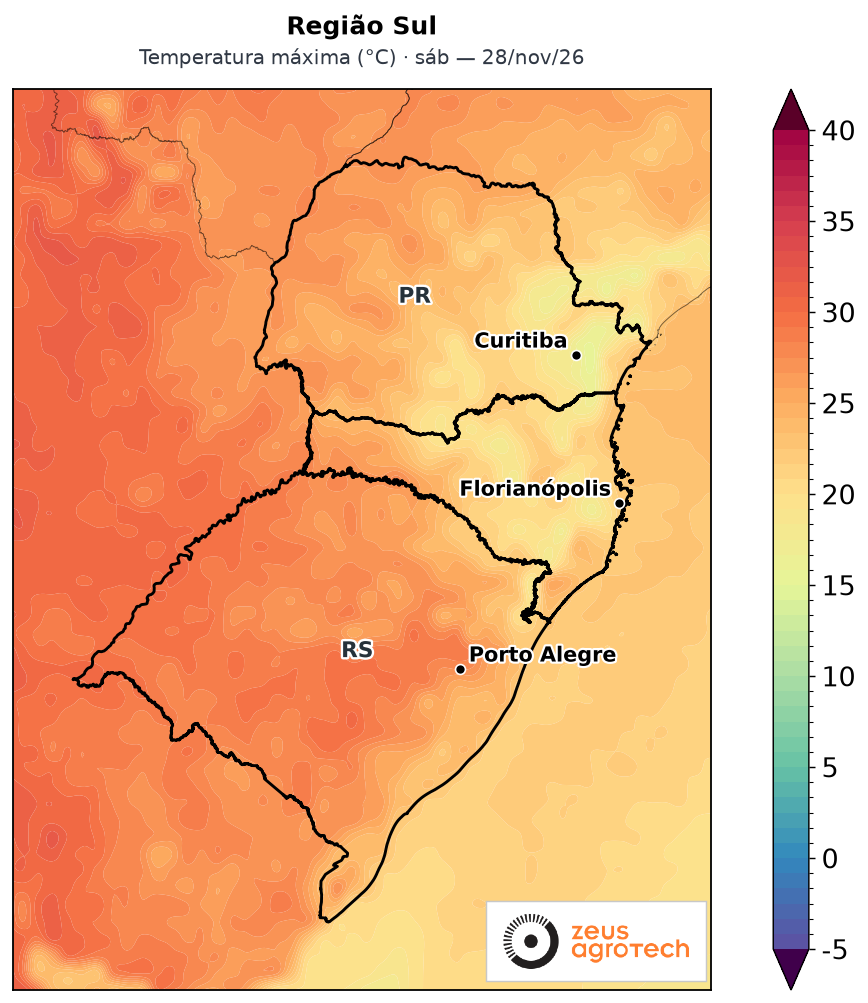 Região Sul
Temperatura máxima (°C) · sáb — 28/nov/26
PR
Curitiba
Florianópolis
RS
Porto Alegre
40
35
30
25
20
15
10
5
0
-5
zeus
agrotech